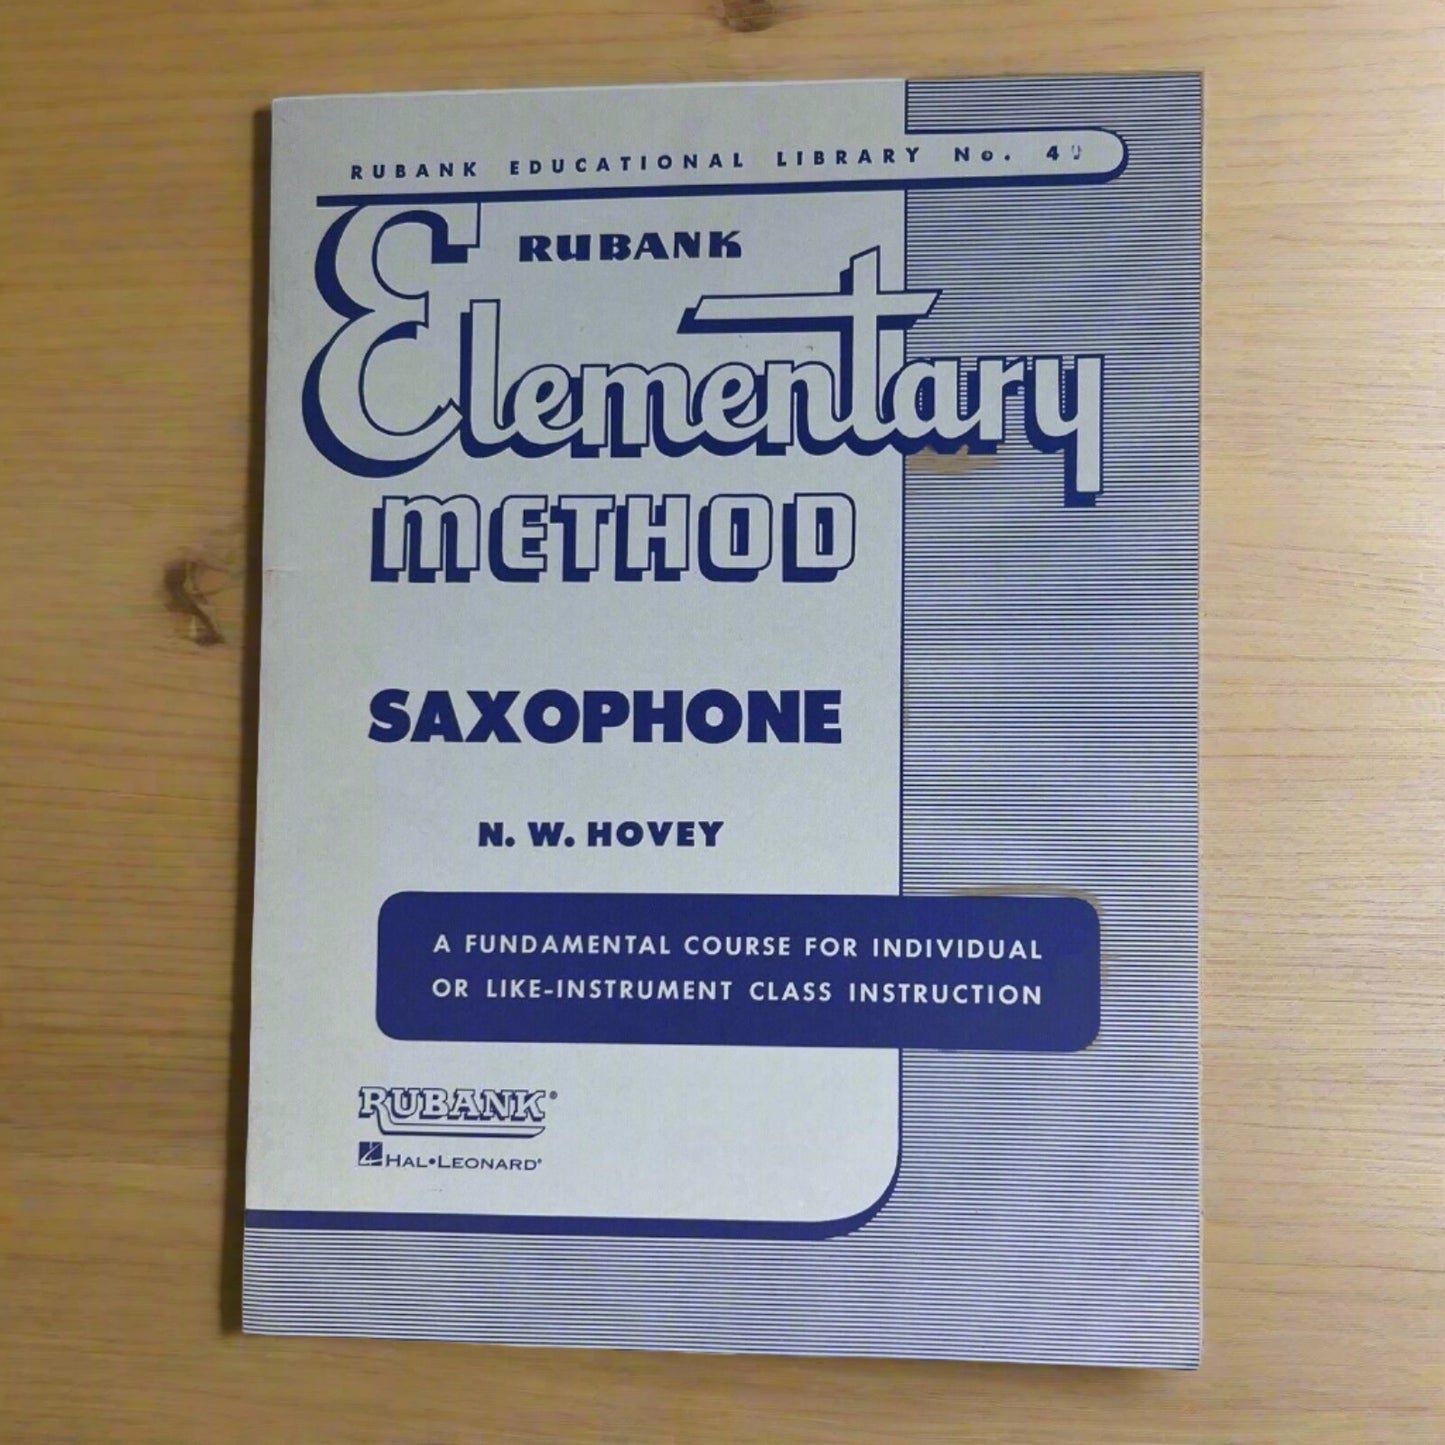 RUBANK EDUCATIONAL LIBRARY No.
RUBANK
Elementary
METHOD
SAXOPHONE
N. W. HOVEY
A FUNDAMENTAL COURSE FOR INDIVIDUAL
OR LIKE-INSTRUMENT CLASS INSTRUCTION
RUBANK®
HAL•LEONARD®